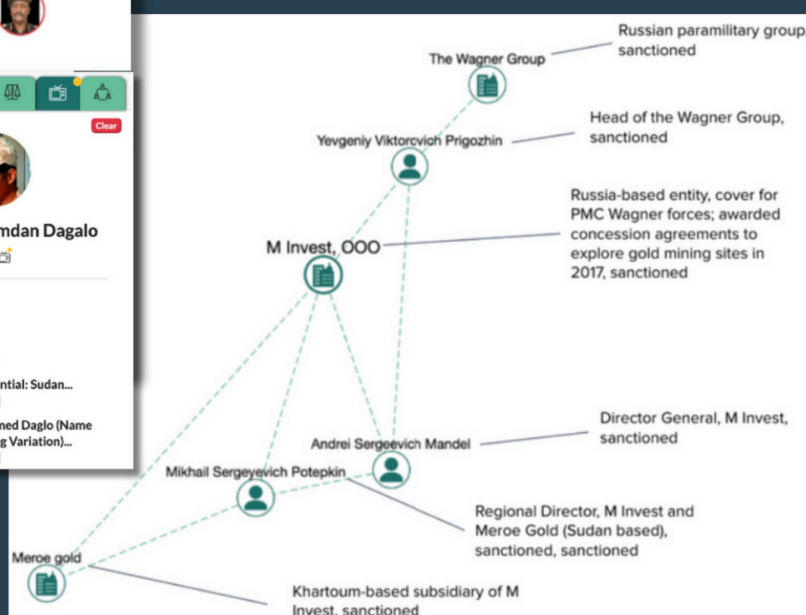 Clear
mdan Dagalo
ntial: Sudan...
med Daglo (Name
g Variation)...
The Wagner Group
Russian paramilitary group,
sanctioned
Yevgeniy Viktorovich Prigozhin
Head of the Wagner Group,
sanctioned
M Invest, OOO
Russia-based entity, cover for
PMC Wagner forces; awarded
concession agreements to
explore gold mining sites in
2017, sanctioned
Andrei Sergeevich Mandel
Director General, M Invest,
sanctioned
Mikhail Sergeyevich Potepkin
Regional Director, M Invest and
Meroe Gold (Sudan based),
sanctioned, sanctioned
Meroe gold
Khartoum-based subsidiary of M
Invest, sanctioned